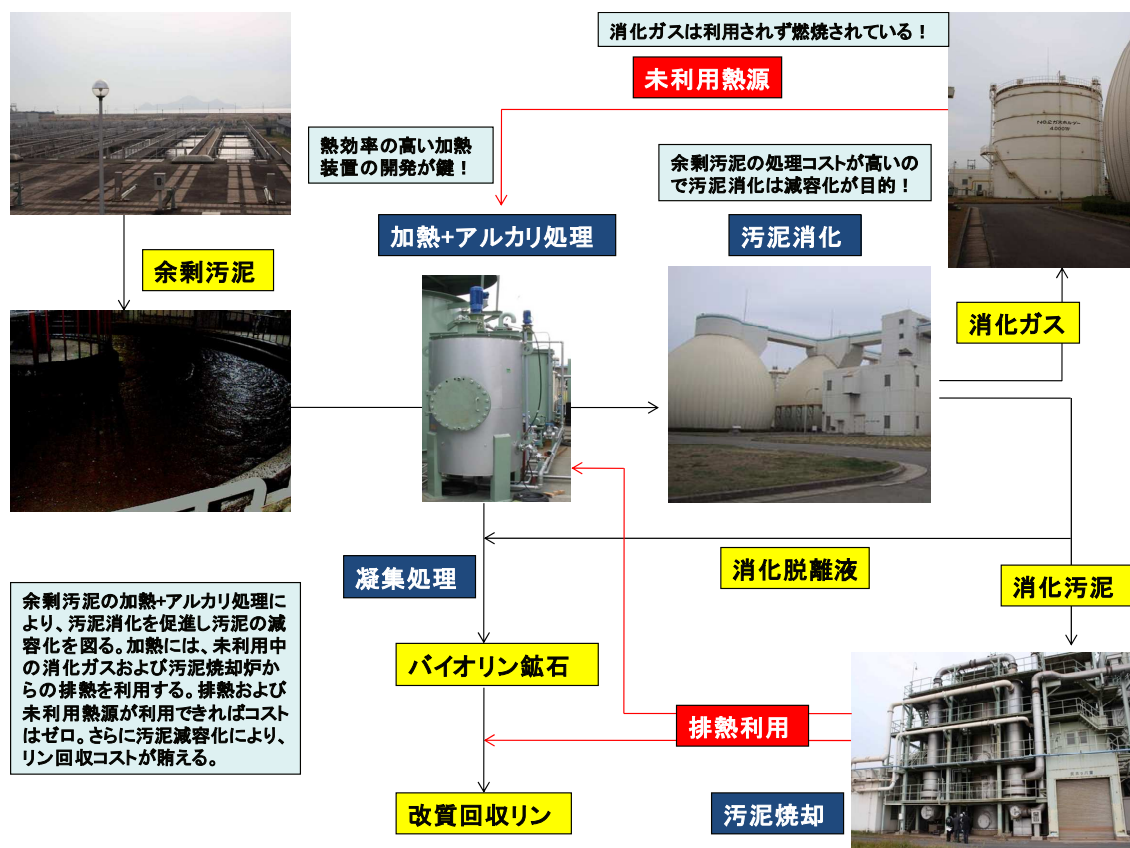 消化ガスは利用されず燃焼されている！
未利用熱源
熱効率の高い加熱
装置の開発が鍵！
余剰汚泥の処理コストが高いの
で汚泥消化は減容化が目的！
加熱+アルカリ処理
汚泥消化
余剰汚泥
消化ガス
凝集処理
消化脱離液
消化汚泥
余剰汚泥の加熱+アルカリ処理に
より、汚泥消化を促進し汚泥の減
容化を図る。加熱には、未利用中
の消化ガスおよび汚泥焼却炉か
らの排熱を利用する。排熱および
未利用熱源が利用できればコスト
はゼロ。さらに汚泥減容化により、
リン回収コストが賄える。
バイオリン鉱石
排熱利用
改質回収リン
汚泥焼却